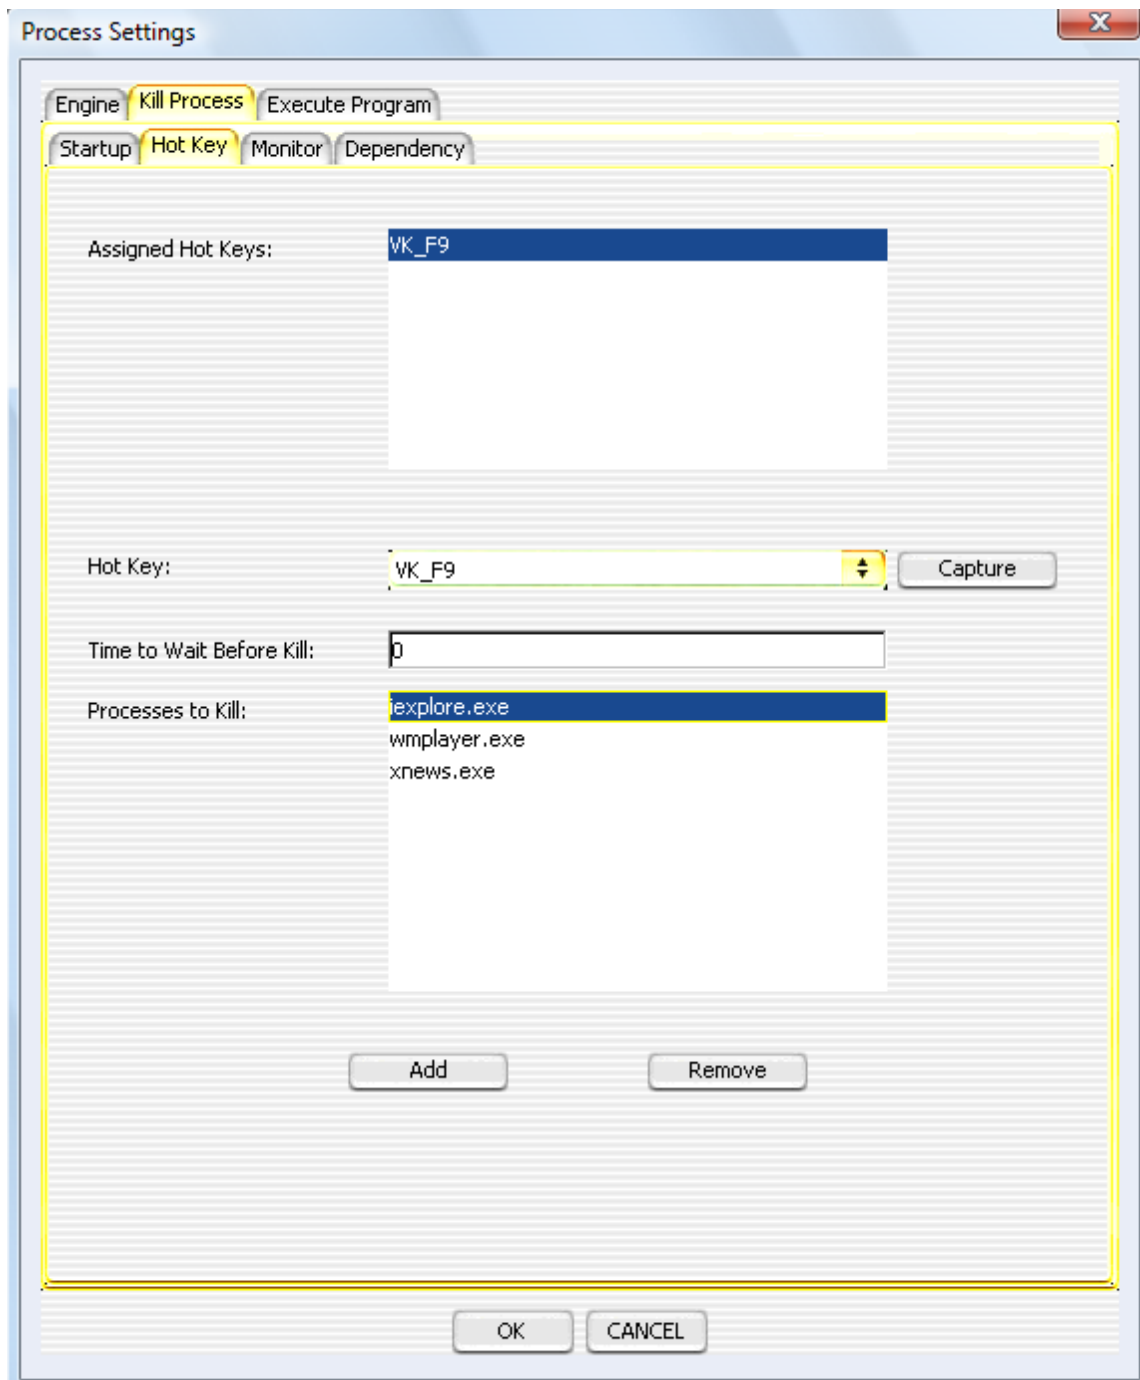 Process Settings
X
Engine Kill Process Execute Program
Startup Hot Key Monitor Dependency
Assigned Hot Keys: VK_F9
Hot Key: VK_F9 Capture
Time to Wait Before Kill: 0
Processes to Kill: iexplore.exe
wmplayer.exe
xnews.exe
Add Remove
OK CANCEL